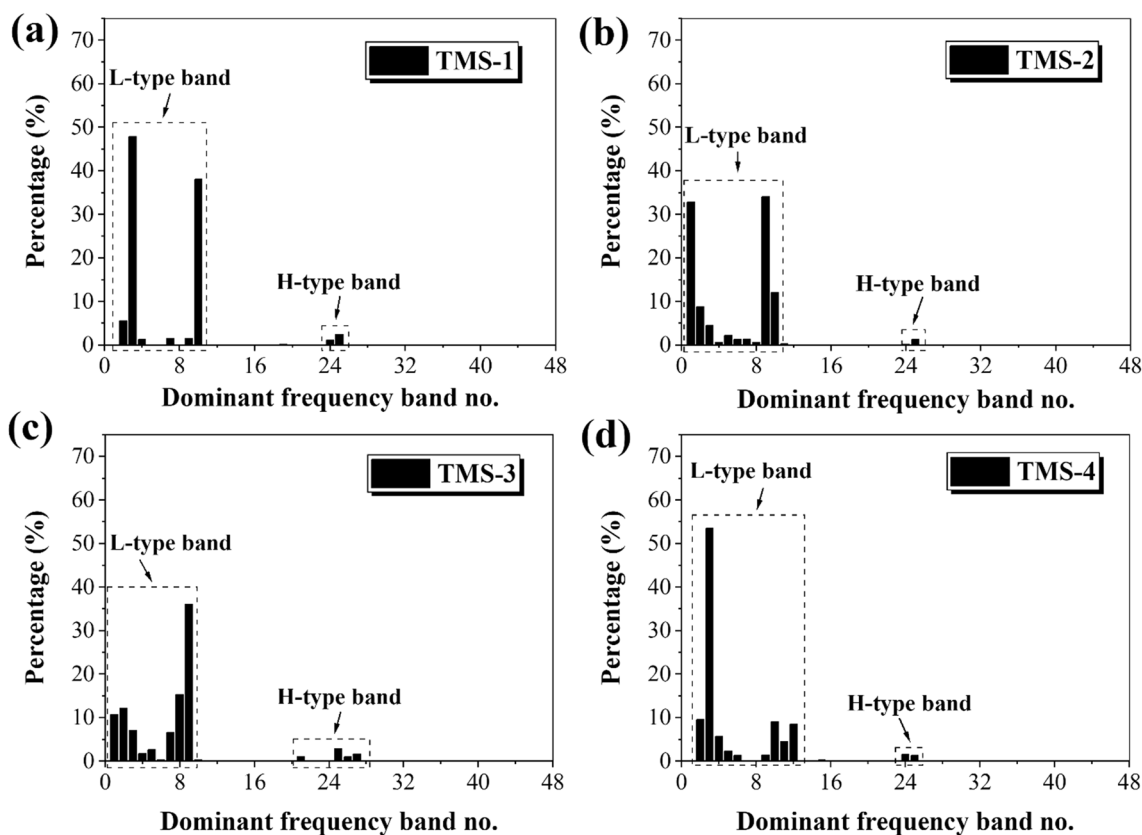 (a)
TMS-1
L-type band
H-type band
Percentage (%)
70
60
50
40
30
20
10
0
0 8 16 24 32 40 48
Dominant frequency band no.
(b)
TMS-2
L-type band
H-type band
Percentage (%)
70
60
50
40
30
20
10
0
0 8 16 24 32 40 48
Dominant frequency band no.
(c)
TMS-3
L-type band
H-type band
Percentage (%)
70
60
50
40
30
20
10
0
0 8 16 24 32 40 48
Dominant frequency band no.
(d)
TMS-4
L-type band
H-type band
Percentage (%)
70
60
50
40
30
20
10
0
0 8 16 24 32 40 48
Dominant frequency band no.